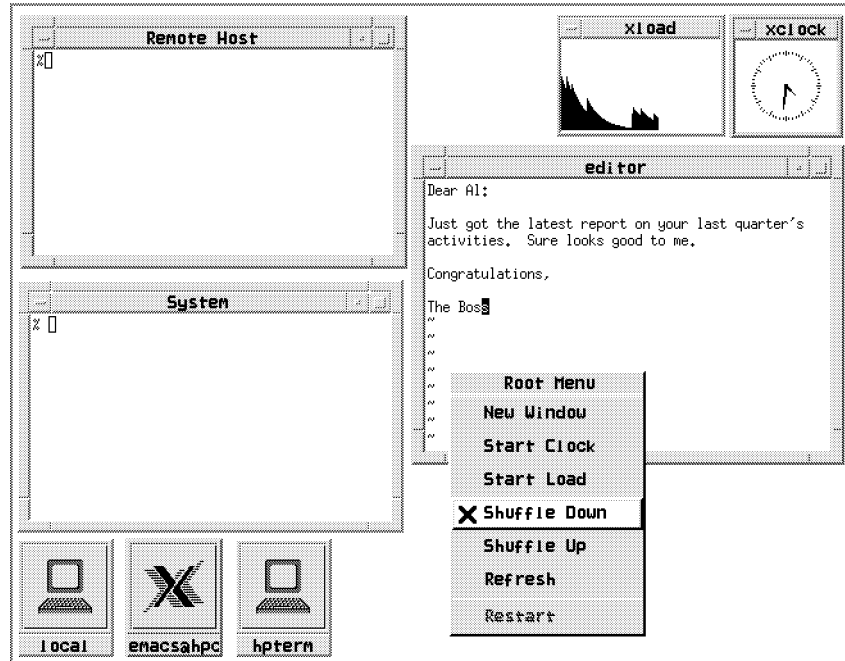 Remote Host
%
xload
xclock
editor
Dear Al:
Just got the latest report on your last quarter's
activities.  Sure looks good to me.
Congratulations,
The Boss
~
~
~
~
~
~
~
~
System
%
Root Menu
New Window
Start Clock
Start Load
Shuffle Down
Shuffle Up
Refresh
Restart
local
emacsahpc
hpterm